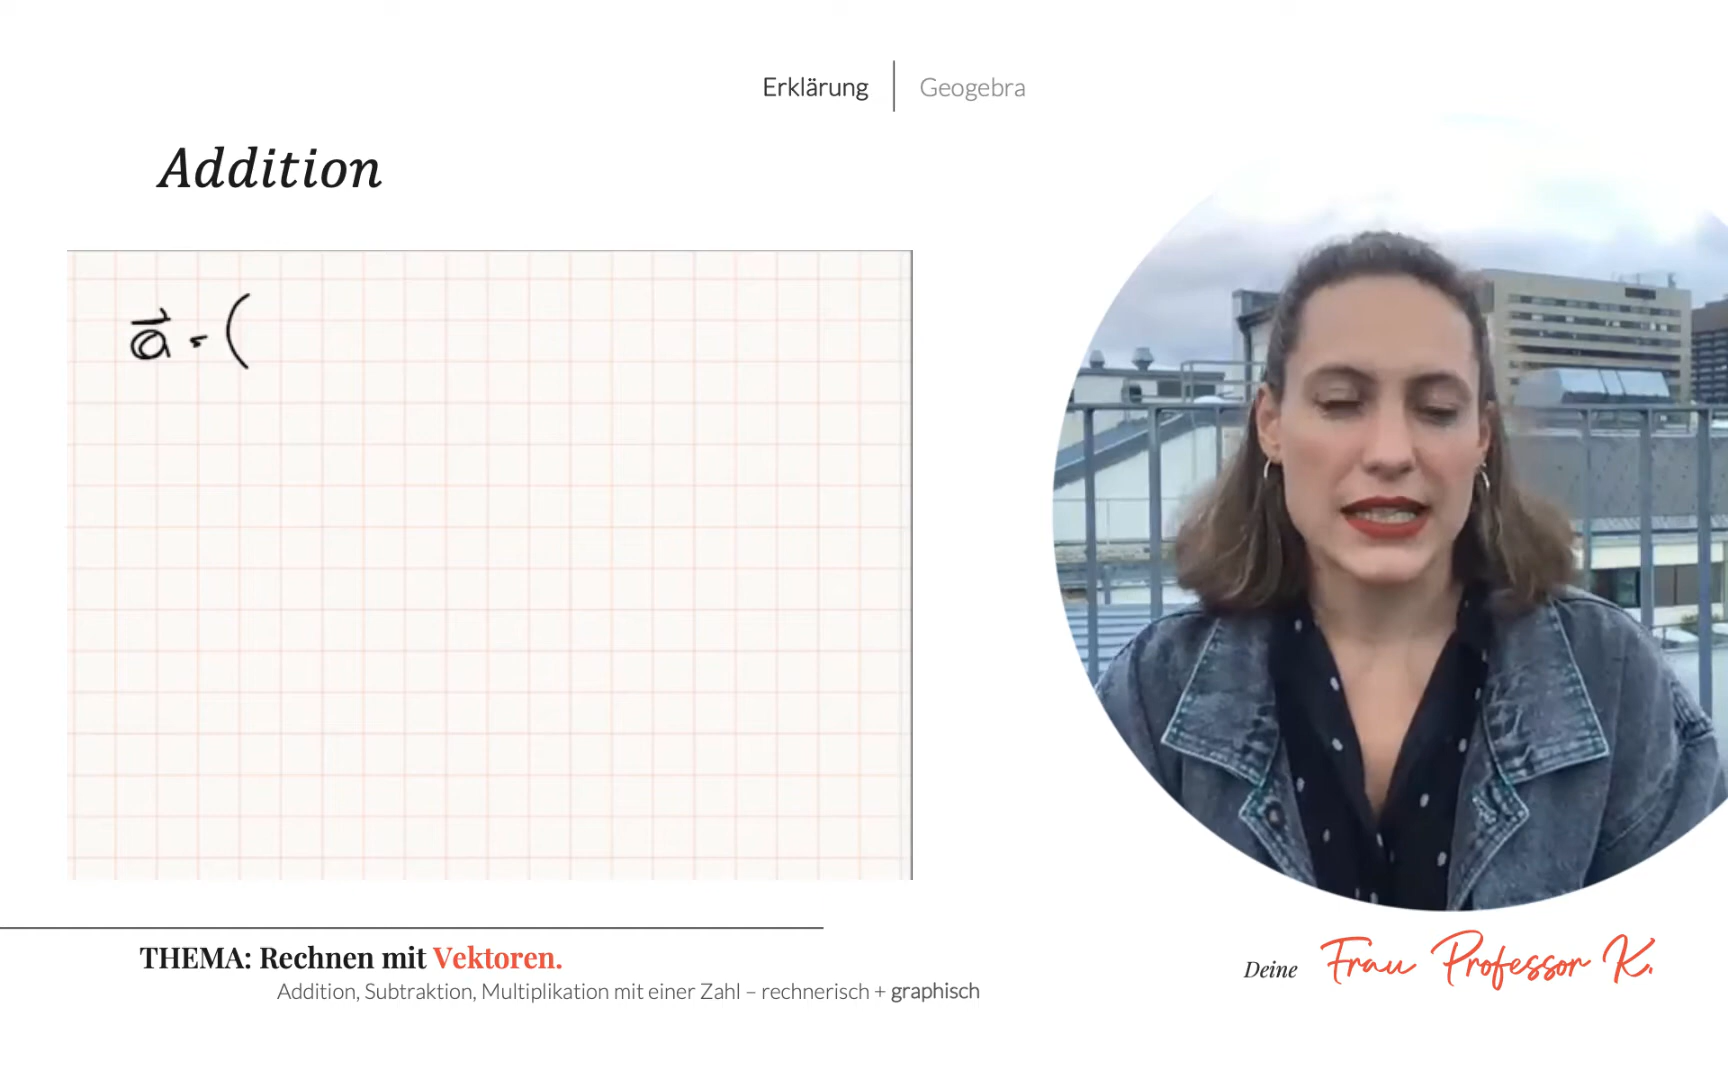 Erklärung | Geogebra
Addition
a⃗ = (
THEMA: Rechnen mit Vektoren.
Addition, Subtraktion, Multiplikation mit einer Zahl – rechnerisch + graphisch
Deine Frau Professor K.